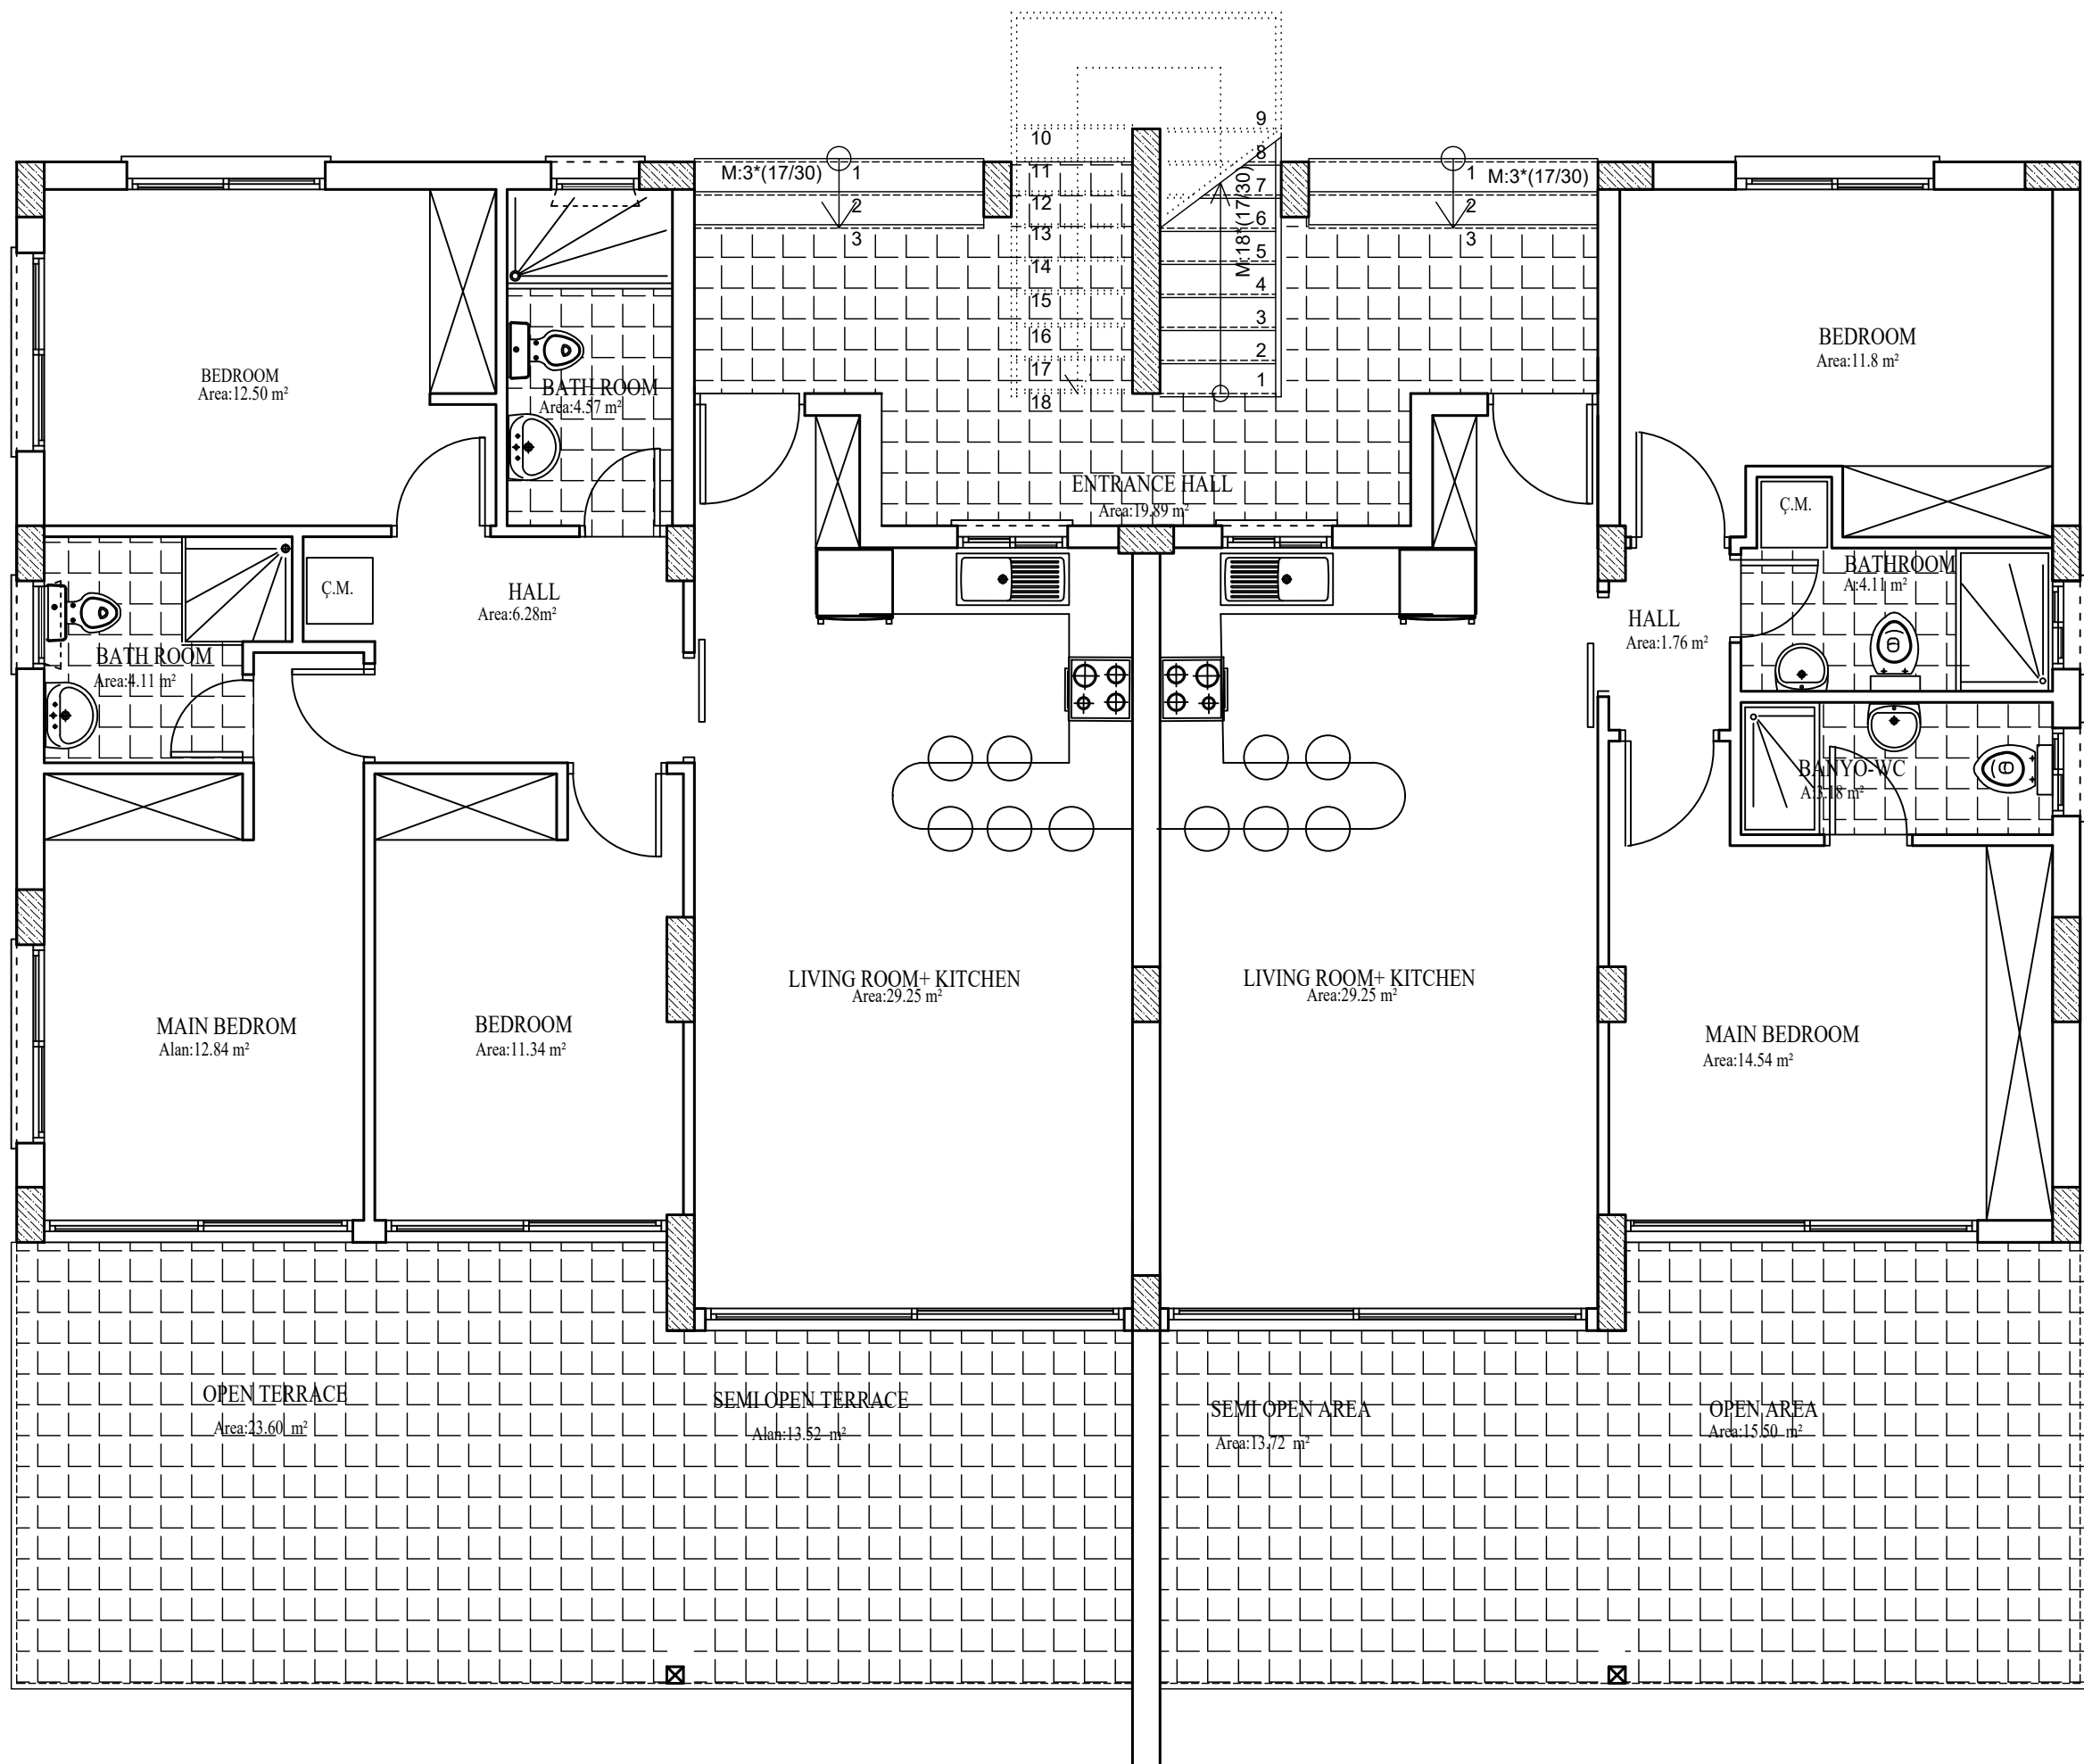 10
11
12
13
14
15
16
17
18
9
8
7
6
5
4
3
2
1
M:18*(17/30)
M:3*(17/30)
1
2
3
1
2
3
M:3*(17/30)
BEDROOM
Area:12.50 m²
BATH ROOM
Area:4.57 m²
BEDROOM
Area:11.8 m²
ENTRANCE HALL
Area:19.89 m²
Ç.M.
Ç.M.
HALL
Area:6.28m²
BATHROOM
A:4.11 m²
HALL
Area:1.76 m²
BATH ROOM
Area:4.11 m²
BANYO-WC
A:3.18 m²
LIVING ROOM+ KITCHEN
Area:29.25 m²
LIVING ROOM+ KITCHEN
Area:29.25 m²
MAIN BEDROM
Alan:12.84 m²
BEDROOM
Area:11.34 m²
MAIN BEDROOM
Area:14.54 m²
OPEN TERRACE
Area:23.60 m²
SEMI OPEN TERRACE
Alan:13.52 m²
SEMI OPEN AREA
Area:13.72 m²
OPEN AREA
Area:15.50 m²